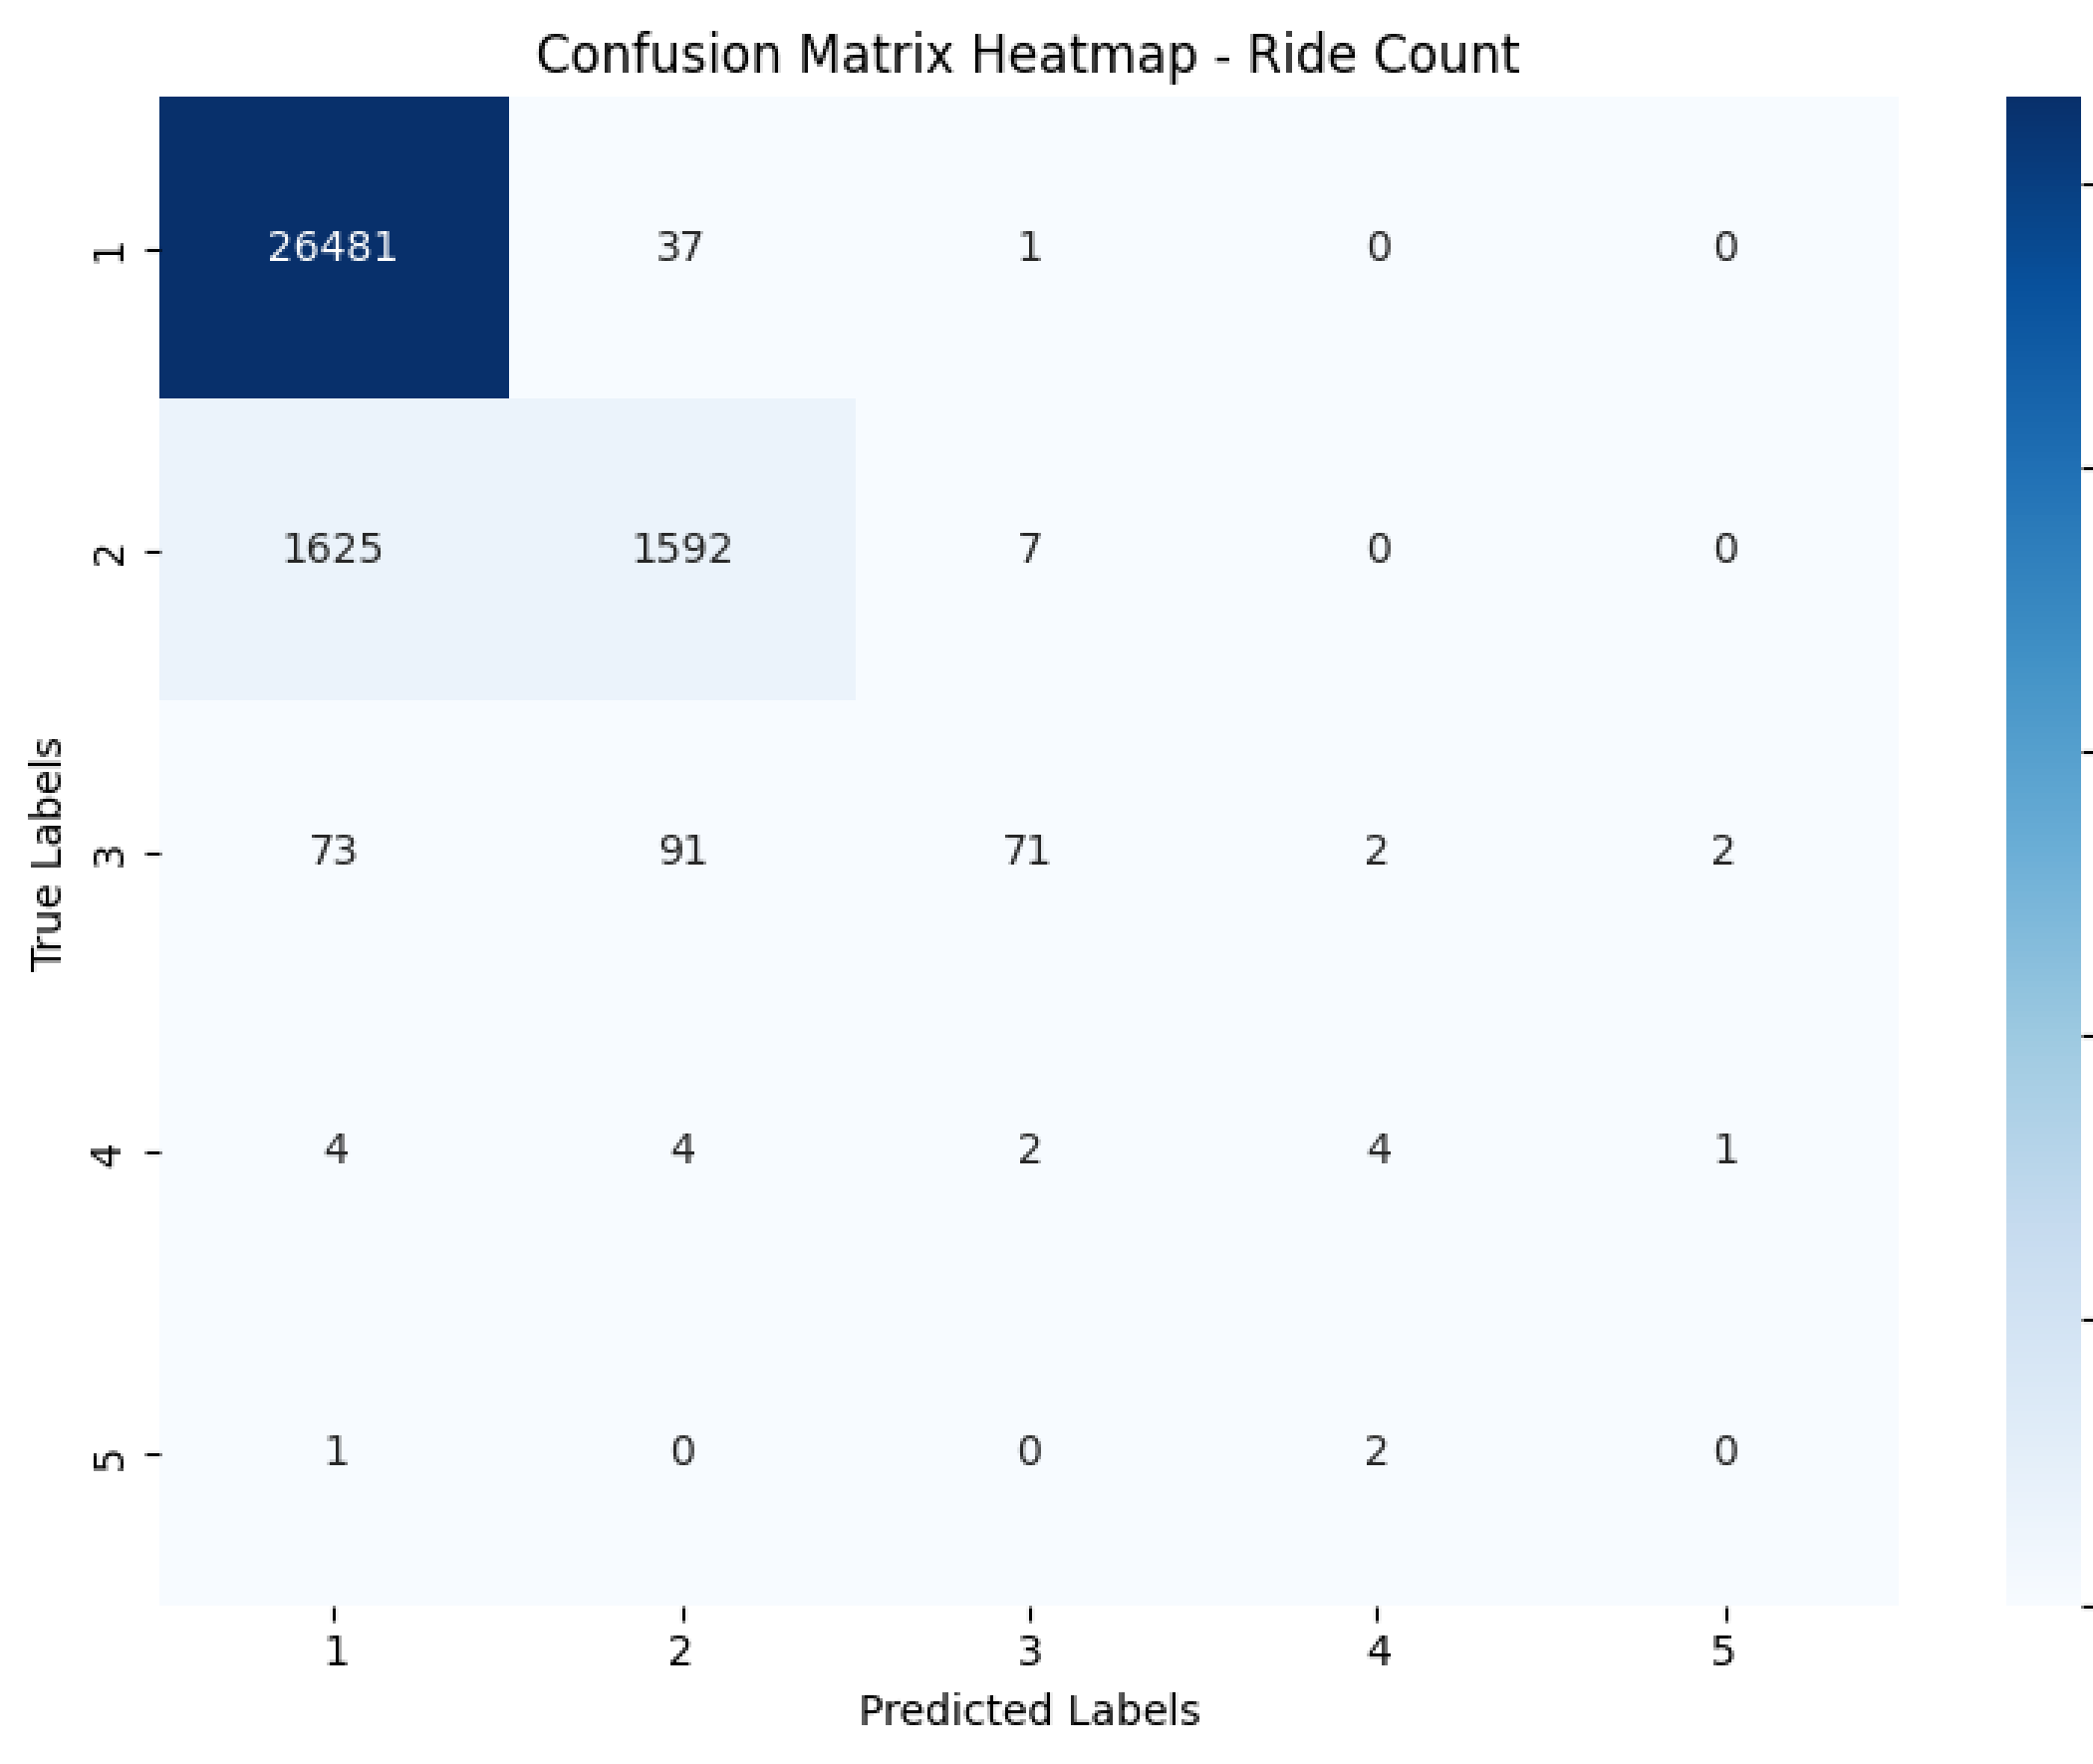 Confusion Matrix Heatmap - Ride Count
1 26481 37 1 0 0
2 1625 1592 7 0 0
3 73 91 71 2 2
4 4 4 2 4 1
5 1 0 0 2 0
True Labels
1 2 3 4 5
Predicted Labels